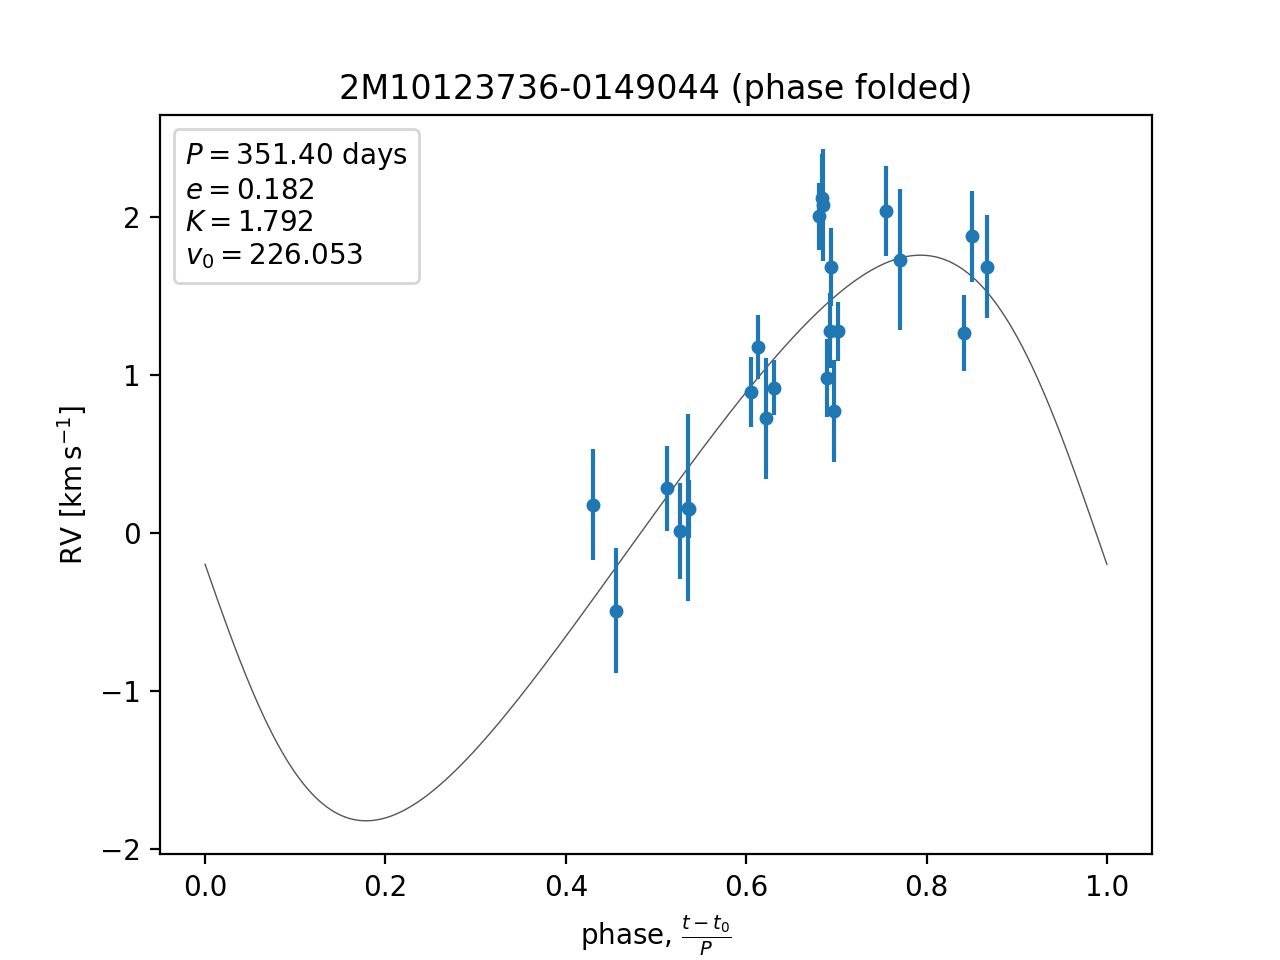 2M10123736-0149044 (phase folded)
P = 351.40 days
e = 0.182
K = 1.792
v₀ = 226.053
2
1
0
−1
−2
RV [km s⁻¹]
0.0 0.2 0.4 0.6 0.8 1.0
phase, (t − t₀)/P